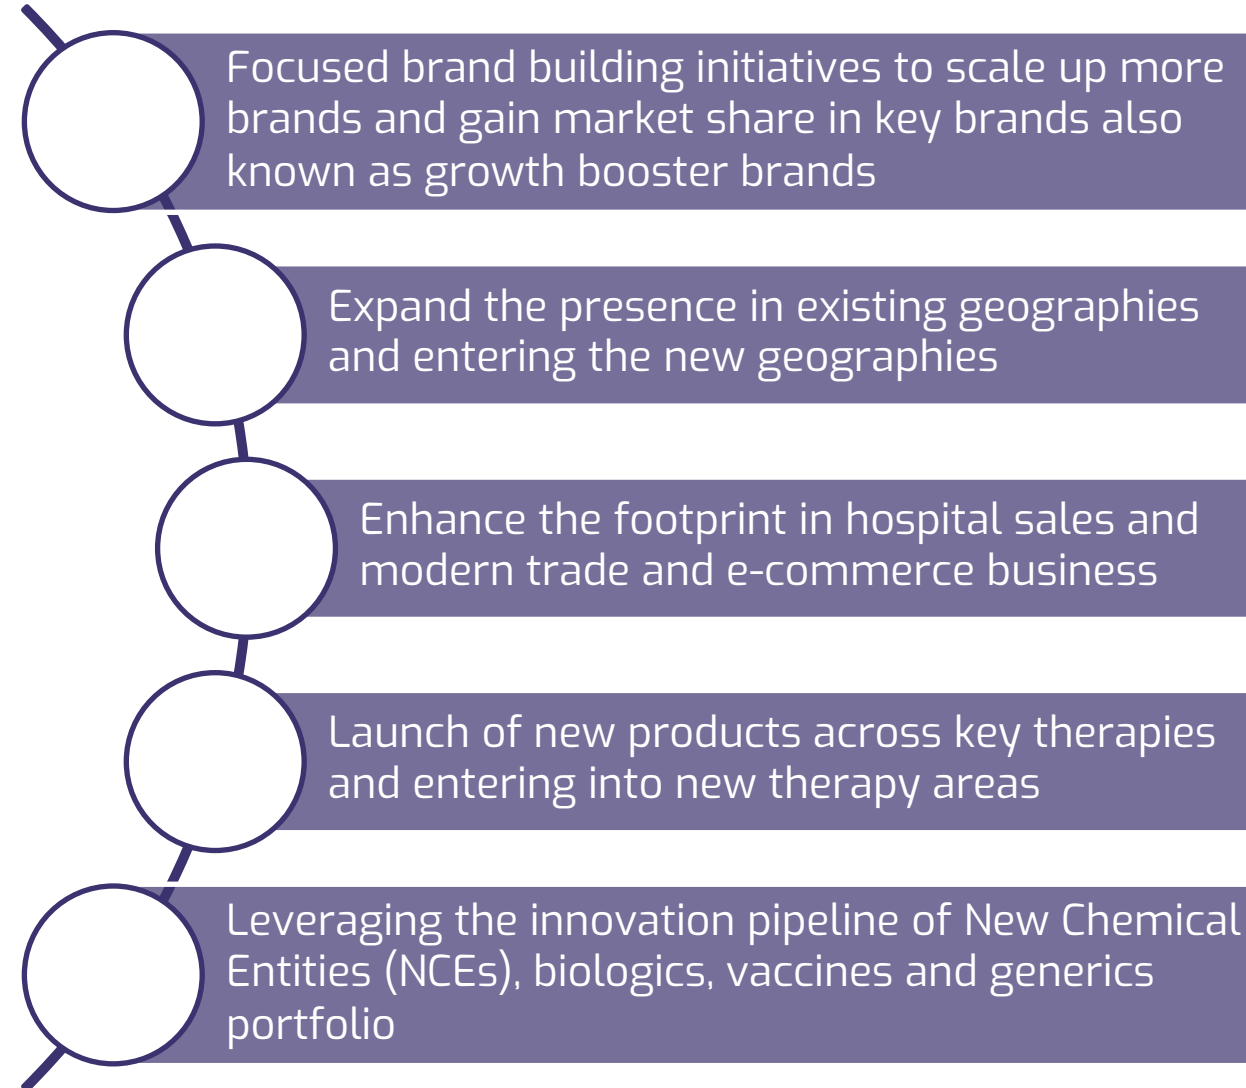 Focused brand building initiatives to scale up more
brands and gain market share in key brands also
known as growth booster brands
Expand the presence in existing geographies
and entering the new geographies
Enhance the footprint in hospital sales and
modern trade and e-commerce business
Launch of new products across key therapies
and entering into new therapy areas
Leveraging the innovation pipeline of New Chemical
Entities (NCEs), biologics, vaccines and generics
portfolio